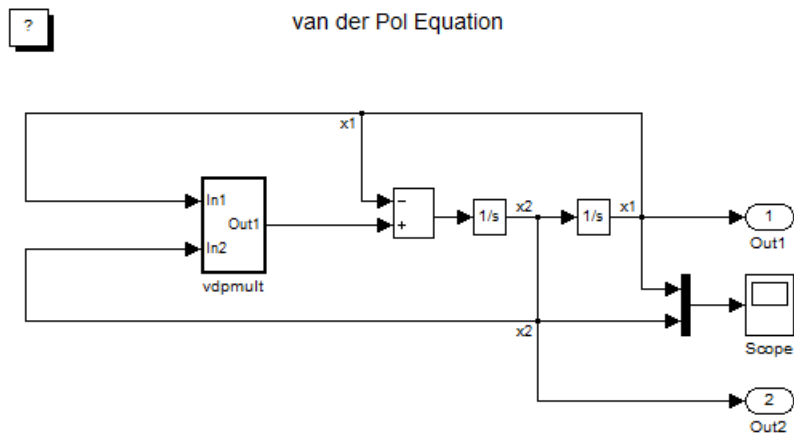 ?
van der Pol Equation
x1
In1
Out1
In2
vdpmult
−
+
1/s
x2
1/s
x1
1
Out1
x2
Scope
2
Out2